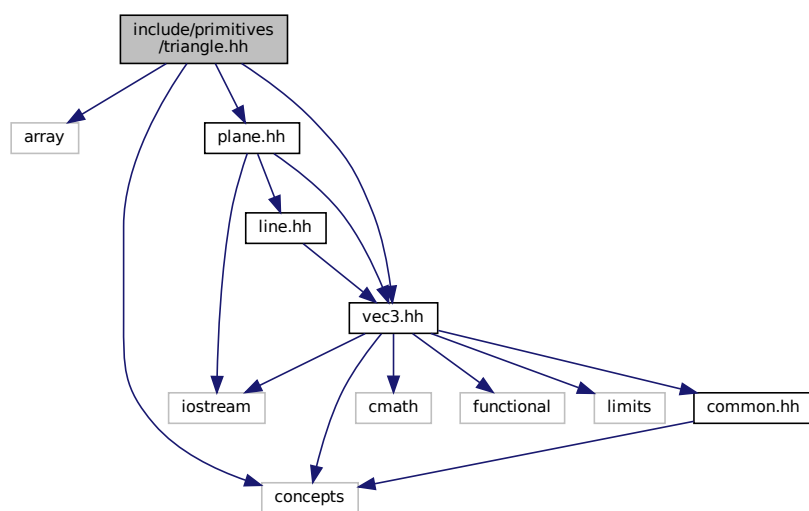 include/primitives
/triangle.hh
array
plane.hh
line.hh
vec3.hh
iostream
cmath
functional
limits
common.hh
concepts